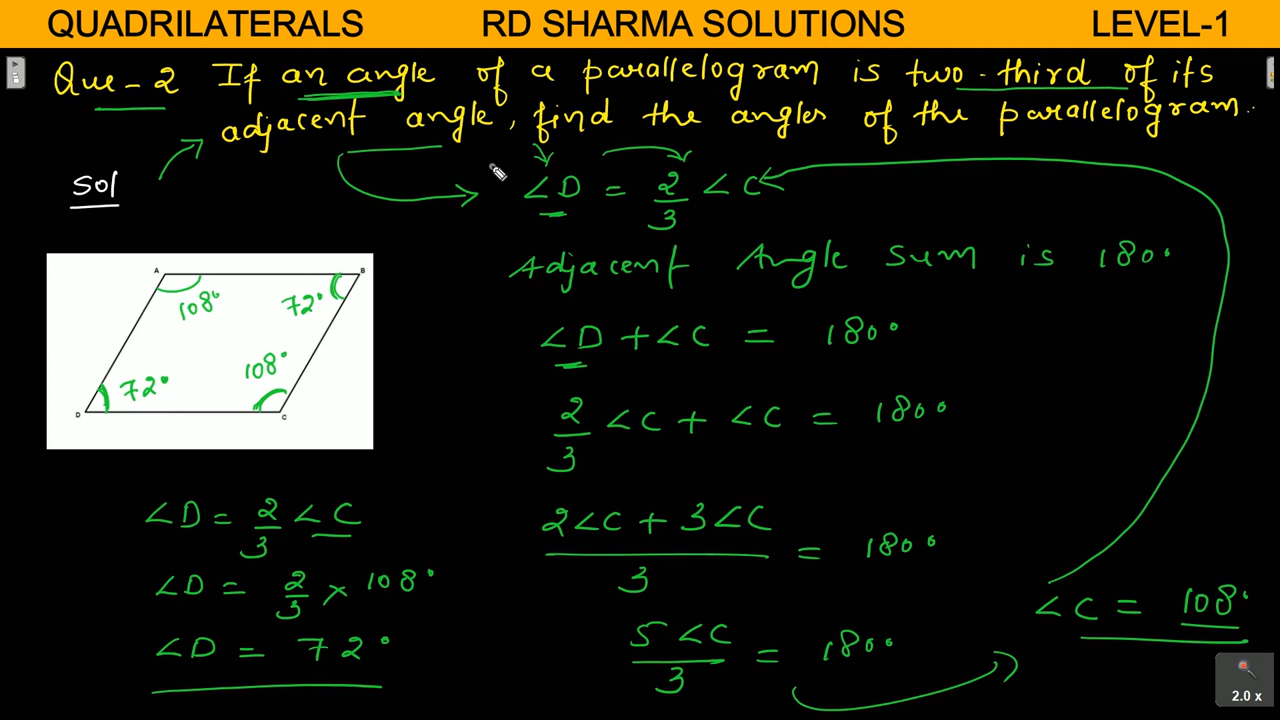 QUADRILATERALS RD SHARMA SOLUTIONS LEVEL-1
Que-2 If an angle of a parallelogram is two-third of its
adjacent angle, find the angles of the parallelogram.
Sol
∠D = 2/3 ∠C
Adjacent Angle sum is 180°
∠D + ∠C = 180°
2/3 ∠C + ∠C = 180°
(2∠C + 3∠C)/3 = 180°
5∠C/3 = 180°
∠C = 108°
A B
108° 72°
72° 108°
D C
∠D = 2/3 ∠C
∠D = 2/3 × 108°
∠D = 72°
2.0 x